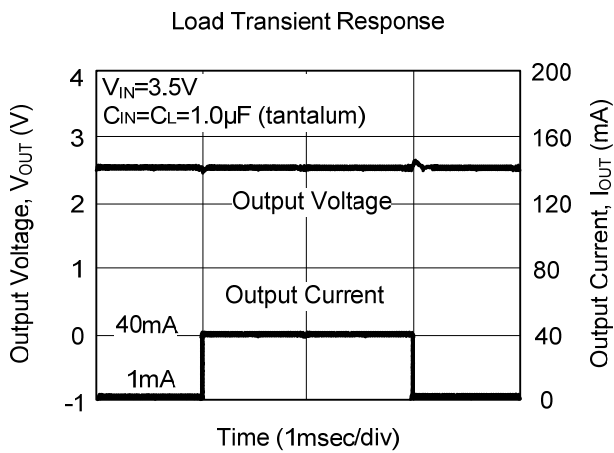 Load Transient Response
Output Voltage, VOUT (V)
4
3
2
1
0
-1
VIN=3.5V
CIN=CL=1.0μF (tantalum)
Output Voltage
Output Current
40mA
1mA
200
160
140
80
40
0
Output Current, IOUT (mA)
Time (1msec/div)